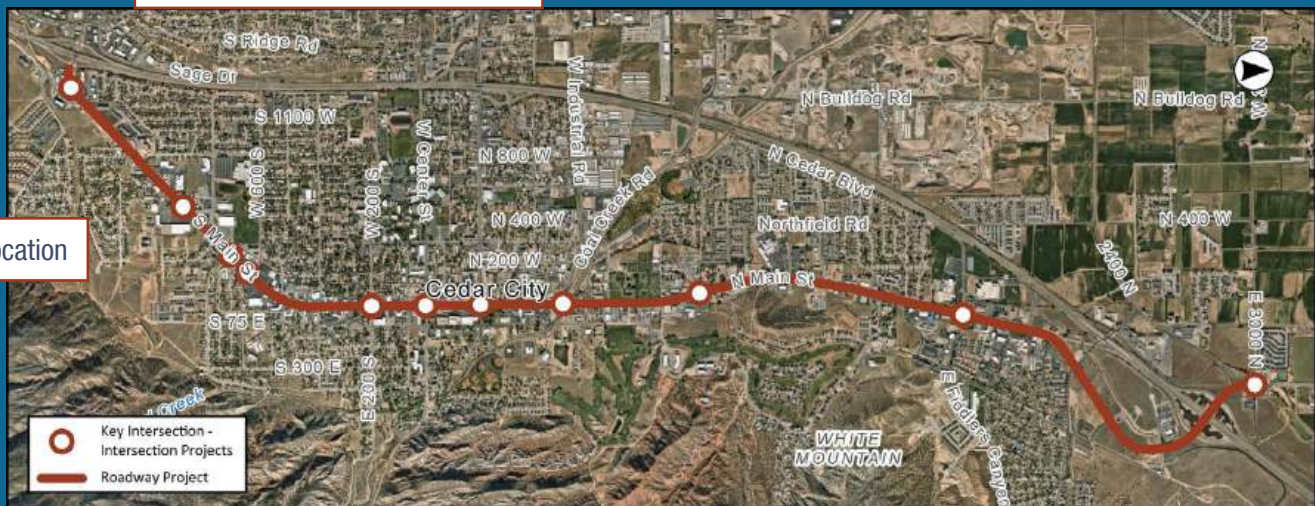 S Ridge Rd
Sage Dr
S 1100 W
W 600 S
W 200 S
W Center St
W Industrial Rd
N 800 W
N 400 W
N 200 W
Coal Creek Rd
N Bulldog Rd
N Bulldog Rd
N
W
N Cedar Blvd
Northfield Rd
N 400 W
2400 N
E 3000 N
ocation
S Main St
Cedar City
N Main St
S 75 E
S 300 E
E 200 S
Creek
WHITE
MOUNTAIN
E Fiddlers Canyon
Key Intersection -
Intersection Projects
Roadway Project